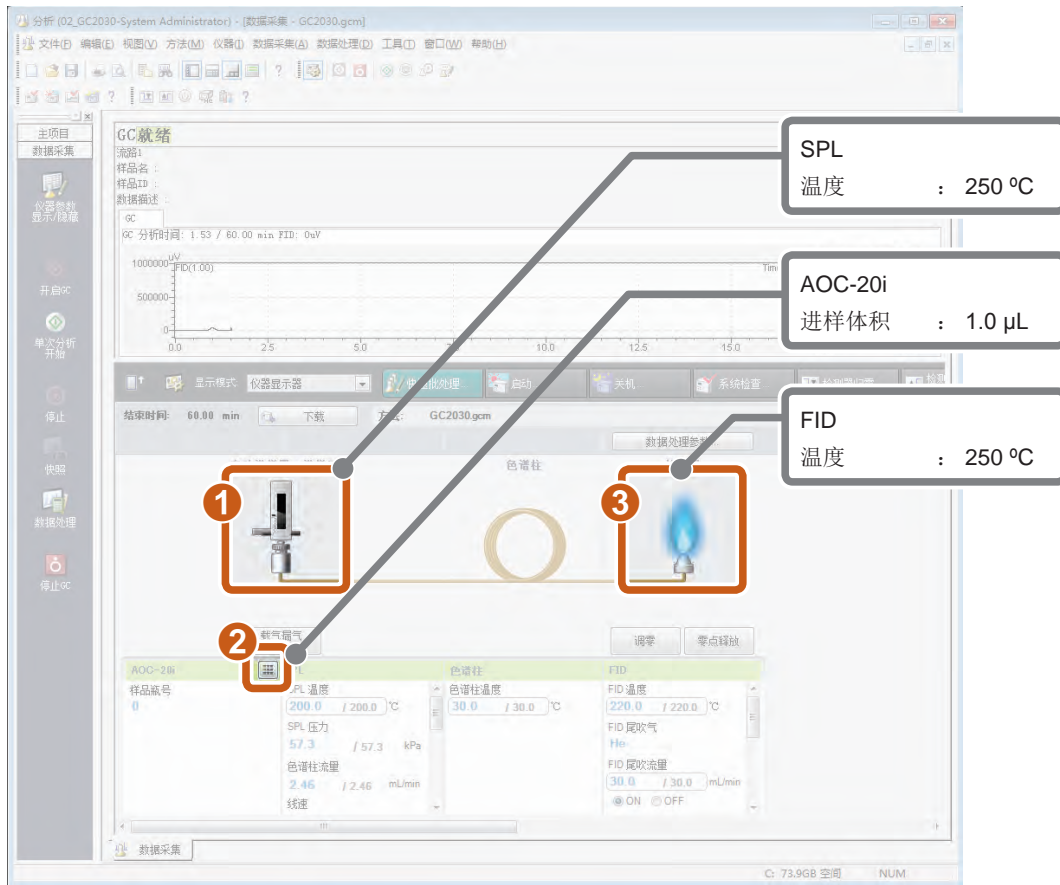 分析 (02_GC2030-System Administrator) - [数据采集 - GC2030.gcm]
文件(F) 编辑(E) 视图(V) 方法(M) 仪器(I) 数据采集(A) 数据处理(D) 工具(T) 窗口(W) 帮助(H)
主项目
数据采集
仪器参数
显示/隐藏
开启GC
单次分析
开始
停止
快照
数据处理
停止GC
GC就绪
流路1
样品名 :
样品ID :
数据描述 :
GC
GC 分析时间: 1.53 / 60.00 min FID: 0uV
uV
1000000
FID(1.00)
Tim
500000
0
0.0 2.5 5.0 10.0 12.5 15.0
显示模式 仪器显示器
批处理... 启动 关机... 系统检查
结束时间: 60.00 min 下载 GC2030.gcm
数据处理参数
色谱柱
1
3
2
载气漏气
调零 零点释放
AOC-20i 色谱柱 FID
样品瓶号
0
SPL 温度
200.0 / 200.0 ℃
SPL 压力
57.3 / 57.3 kPa
色谱柱流量
2.46 / 2.46 mL/min
线速
色谱柱温度
30.0 / 30.0 ℃
FID 温度
220.0 / 220.0 ℃
FID 尾吹气
He
FID 尾吹流量
30.0 / 30.0 mL/min
ON OFF
数据采集
C: 73.9GB 空间 NUM
SPL
温度 : 250 ºC
AOC-20i
进样体积 : 1.0 µL
FID
温度 : 250 ºC